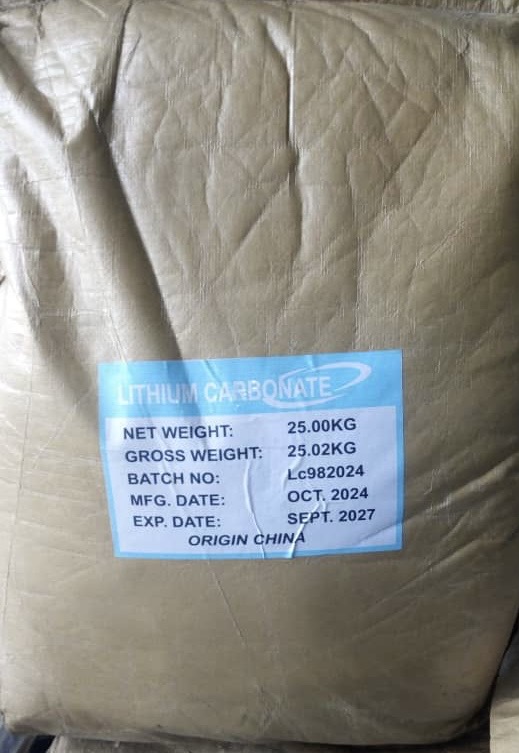 LITHIUM CARBONATE
NET WEIGHT: 25.00KG
GROSS WEIGHT: 25.02KG
BATCH NO: Lc982024
MFG. DATE: OCT. 2024
EXP. DATE: SEPT. 2027
ORIGIN CHINA